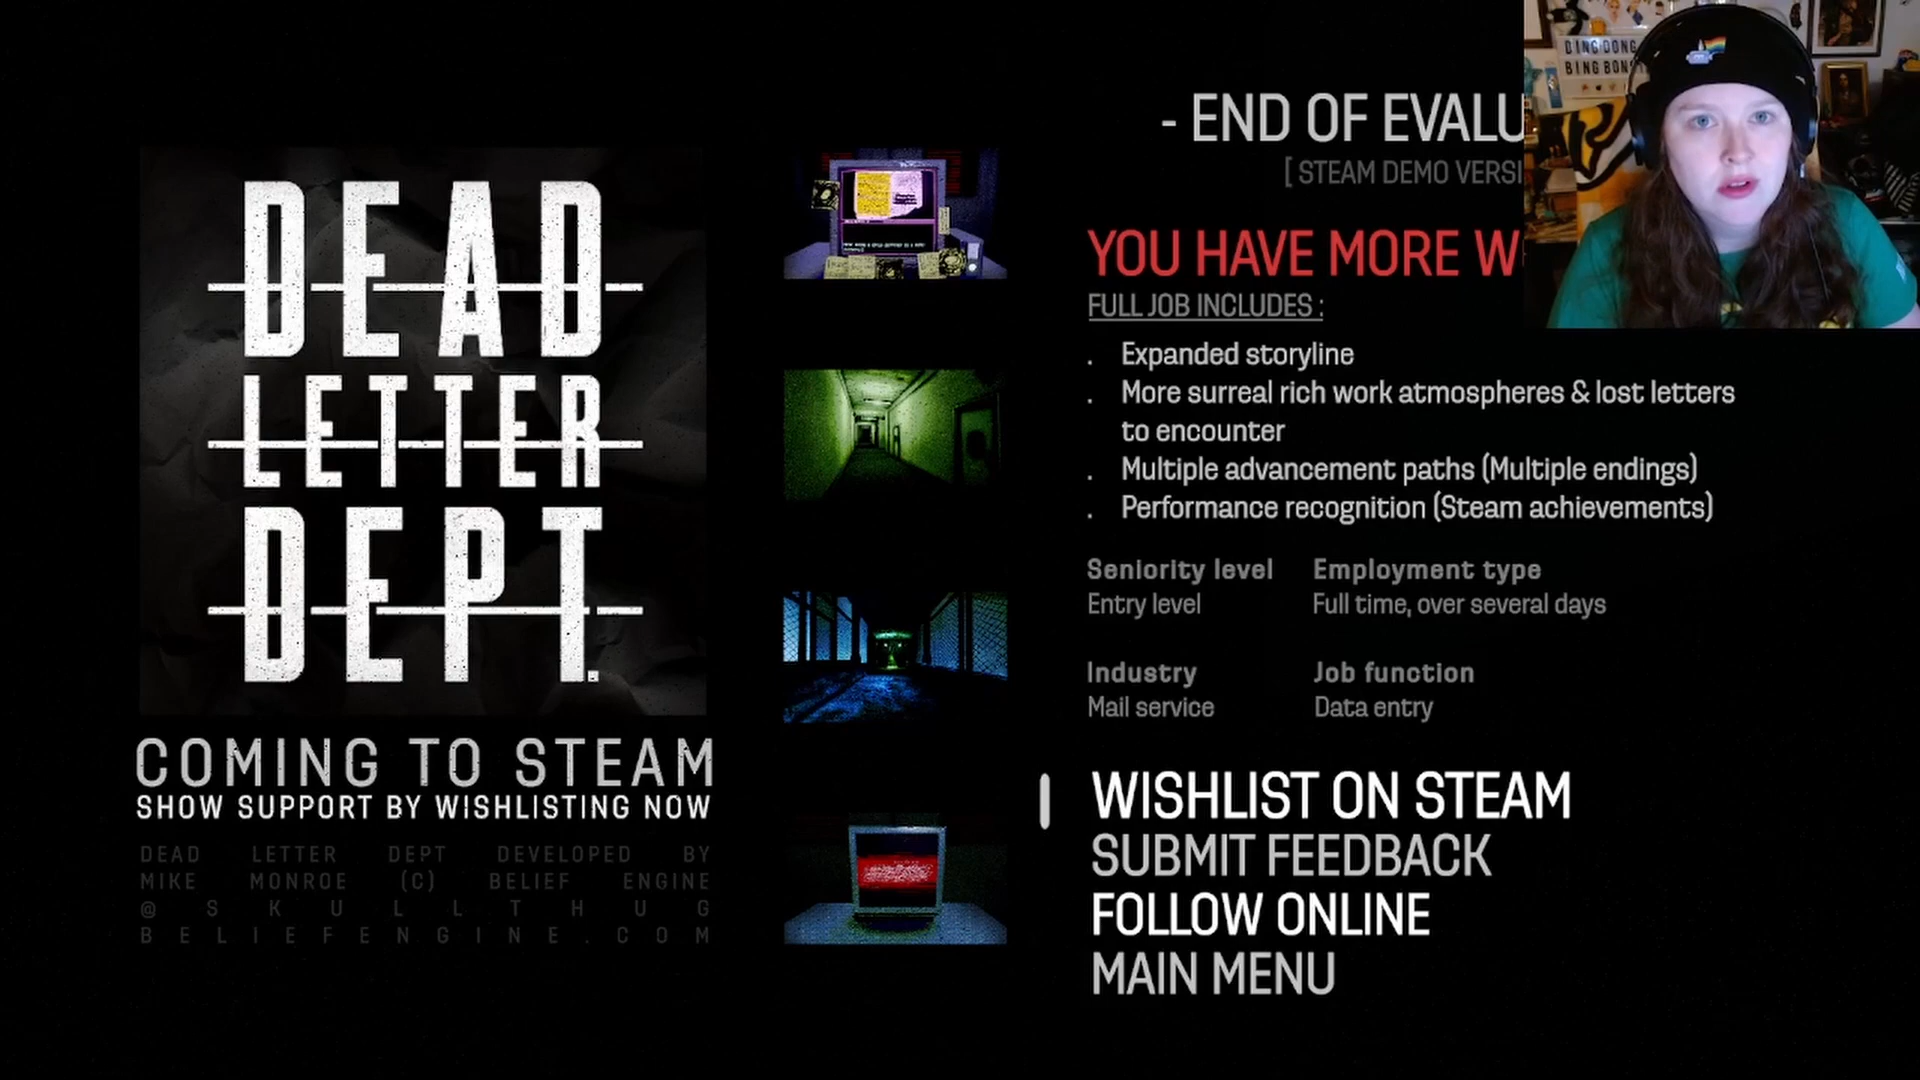 DEAD
LETTER
DEPT.
COMING TO STEAM
SHOW SUPPORT BY WISHLISTING NOW
DEAD LETTER DEPT DEVELOPED BY
MIKE MONROE (C) BELIEF ENGINE
@SKULLTHUG
BELIEFENGINE.COM
- END OF EVALU
[ STEAM DEMO VERSI
YOU HAVE MORE W
FULL JOB INCLUDES :
. Expanded storyline
. More surreal rich work atmospheres & lost letters
to encounter
. Multiple advancement paths (Multiple endings)
. Performance recognition (Steam achievements)
Seniority level Employment type
Entry level Full time, over several days
Industry Job function
Mail service Data entry
WISHLIST ON STEAM
SUBMIT FEEDBACK
FOLLOW ONLINE
MAIN MENU
DING DONG
BING BONG